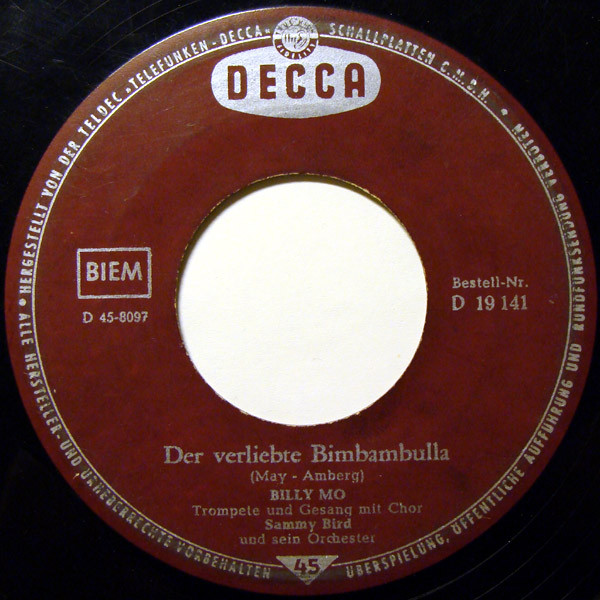 HERGESTELLT VON DER TELDEC „TELEFUNKEN-DECCA" SCHALLPLATTEN G.M.B.H. •
DECCA
BIEM
D 45-8097
Bestell-Nr.
D 19 141
Der verliebte Bimbambulla
(May - Amberg)
BILLY MO
Trompete und Gesang mit Chor
Sammy Bird
und sein Orchester
• ALLE HERSTELLER- UND URHEBERRECHTE VORBEHALTEN
45
ÜBERSPIELUNG, ÖFFENTLICHE AUFFÜHRUNG UND RUNDFUNKSENDUNG VERBOTEN